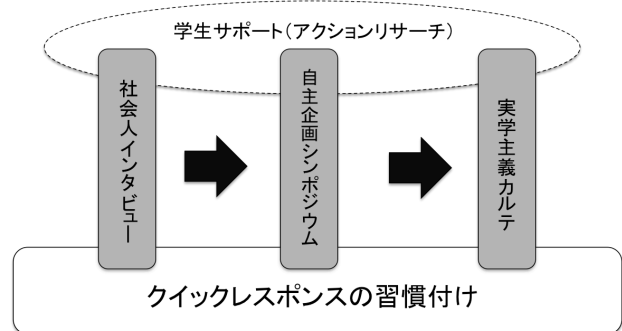 学生サポート(アクションリサーチ)
社会人インタビュー
自主企画シンポジウム
実学主義カルテ
クイックレスポンスの習慣付け